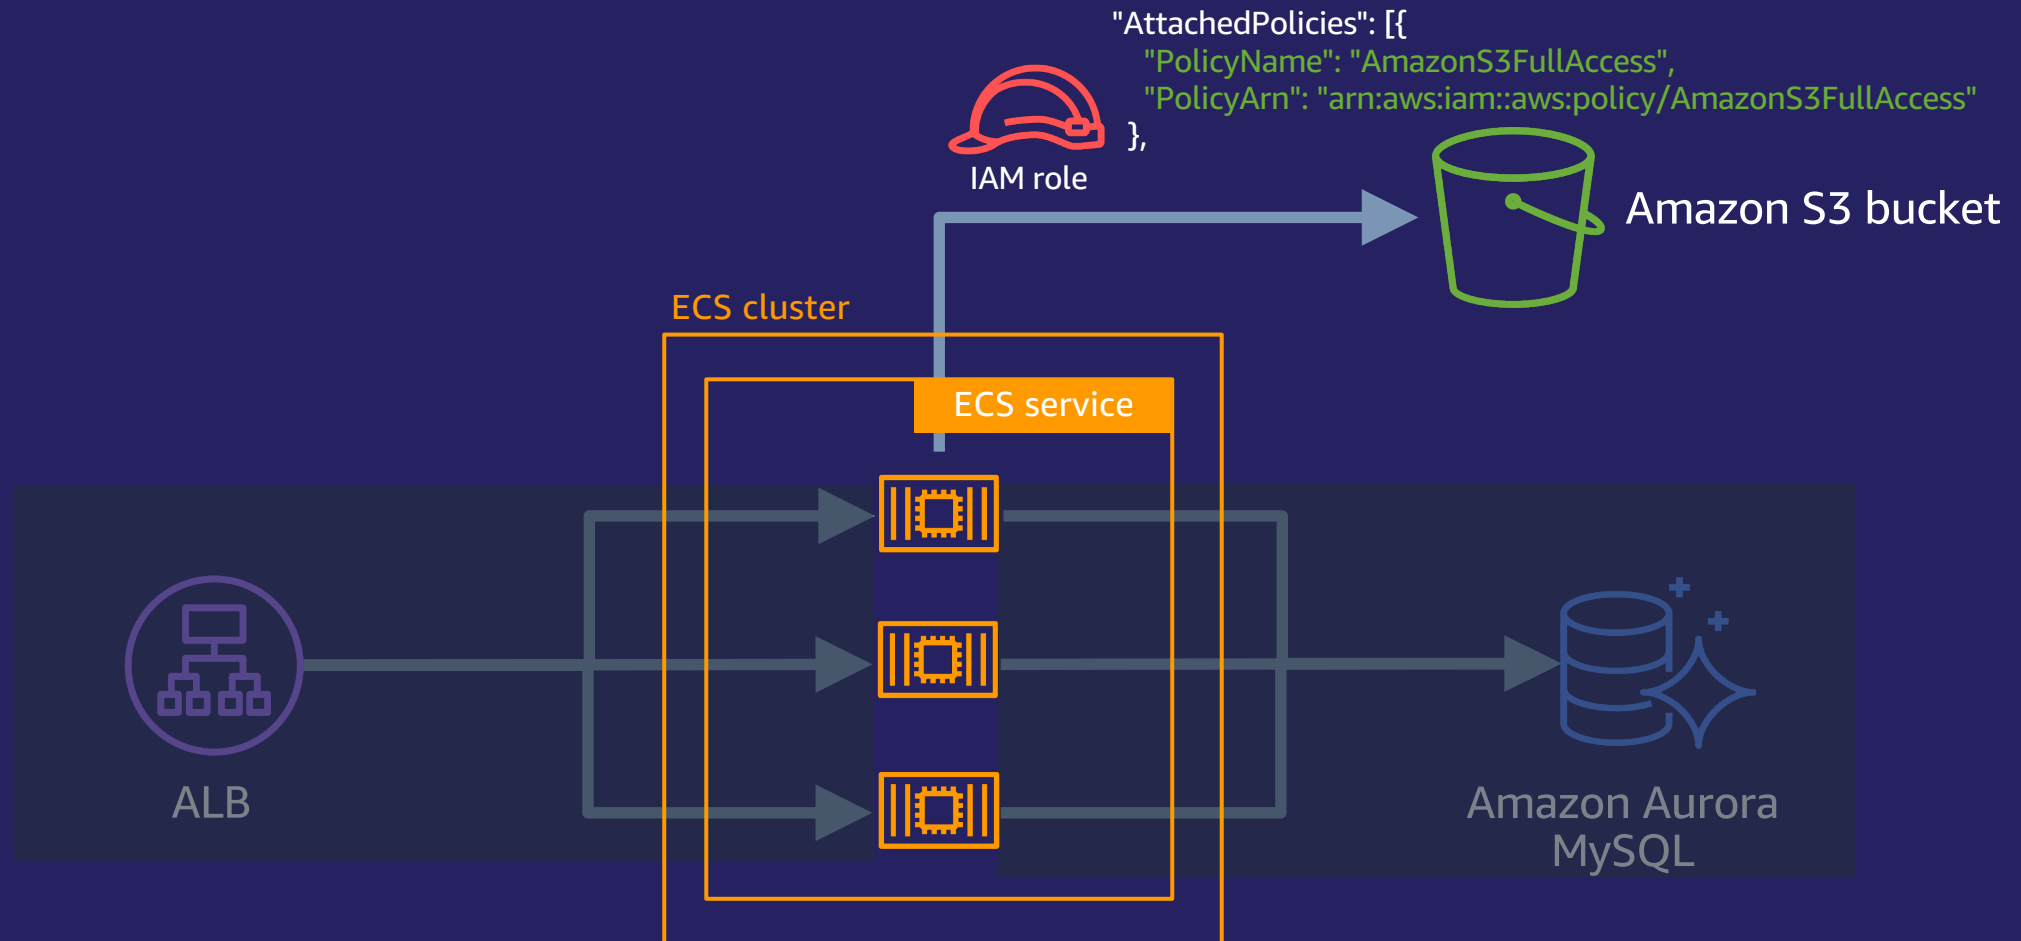 "AttachedPolicies": [{
"PolicyName": "AmazonS3FullAccess",
"PolicyArn": "arn:aws:iam::aws:policy/AmazonS3FullAccess"
},
IAM role
Amazon S3 bucket
ECS cluster
ECS service
ALB
Amazon Aurora
MySQL